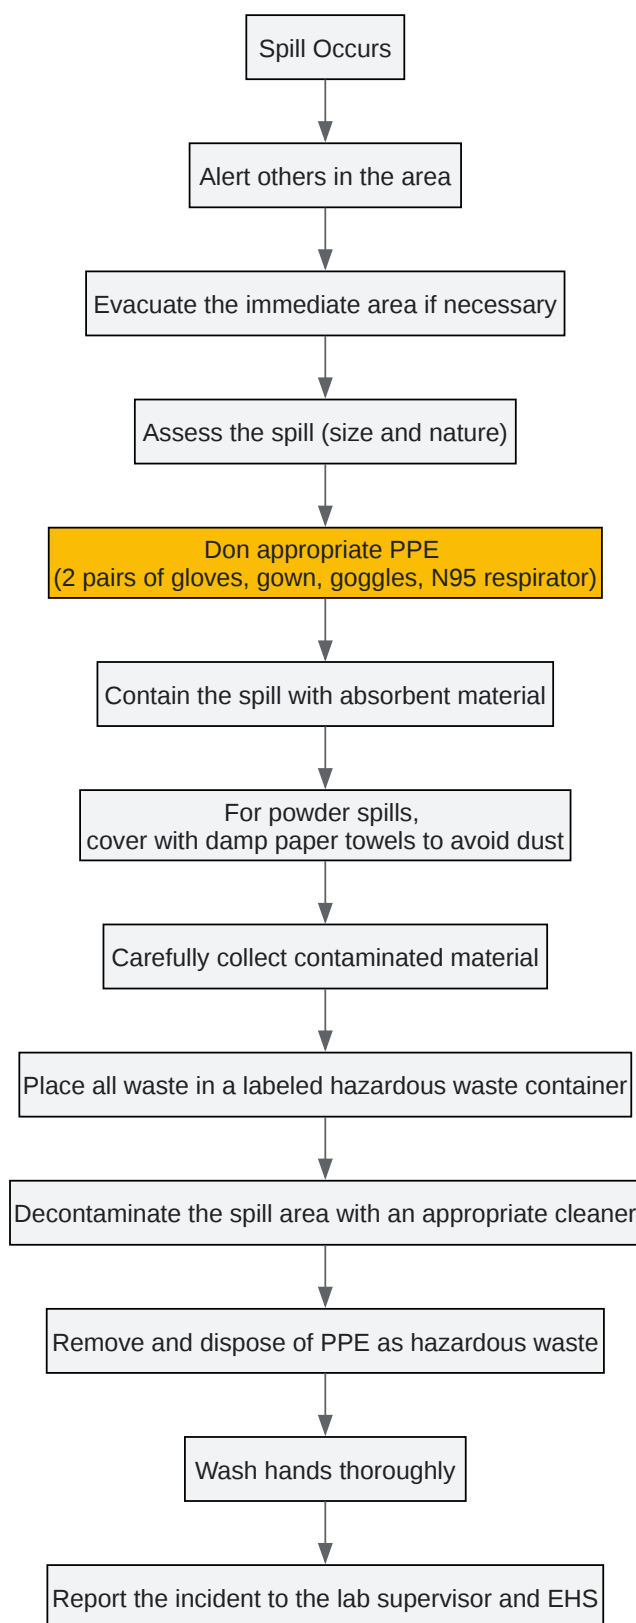 Spill Occurs
Alert others in the area
Evacuate the immediate area if necessary
Assess the spill (size and nature)
Don appropriate PPE
(2 pairs of gloves, gown, goggles, N95 respirator)
Contain the spill with absorbent material
For powder spills,
cover with damp paper towels to avoid dust
Carefully collect contaminated material
Place all waste in a labeled hazardous waste container
Decontaminate the spill area with an appropriate cleaner
Remove and dispose of PPE as hazardous waste
Wash hands thoroughly
Report the incident to the lab supervisor and EHS